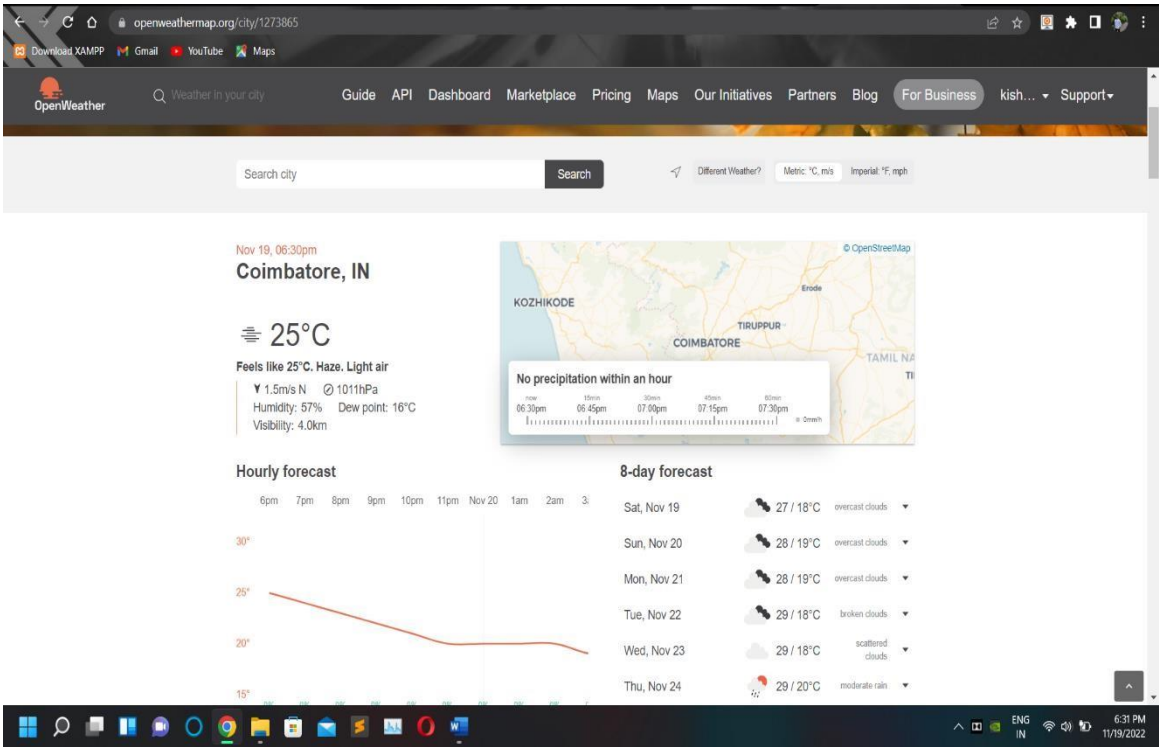 openweathermap.org/city/1273865
Download XAMPP Gmail YouTube Maps
OpenWeather
Weather in your city
Guide API Dashboard Marketplace Pricing Maps Our Initiatives Partners Blog For Business kish... Support
Search city Search Different Weather? Metric: °C, m/s Imperial: °F, mph
Nov 19, 06:30pm
Coimbatore, IN
25°C
Feels like 25°C. Haze. Light air
1.5m/s N 1011hPa
Humidity: 57% Dew point: 16°C
Visibility: 4.0km
© OpenStreetMap
Erode
KOZHIKODE
TIRUPPUR
COIMBATORE
TAMIL NA
TI
No precipitation within an hour
now 15min 30min 45min 60min
06:30pm 06:45pm 07:00pm 07:15pm 07:30pm
0mm/h
Hourly forecast
6pm 7pm 8pm 9pm 10pm 11pm Nov 20 1am 2am 3
30°
25°
20°
15°
8-day forecast
Sat, Nov 19 27 / 18°C overcast clouds
Sun, Nov 20 28 / 19°C overcast clouds
Mon, Nov 21 28 / 19°C overcast clouds
Tue, Nov 22 29 / 18°C broken clouds
Wed, Nov 23 29 / 18°C scattered
clouds
Thu, Nov 24 29 / 20°C moderate rain
ENG
IN
6:31 PM
11/19/2022